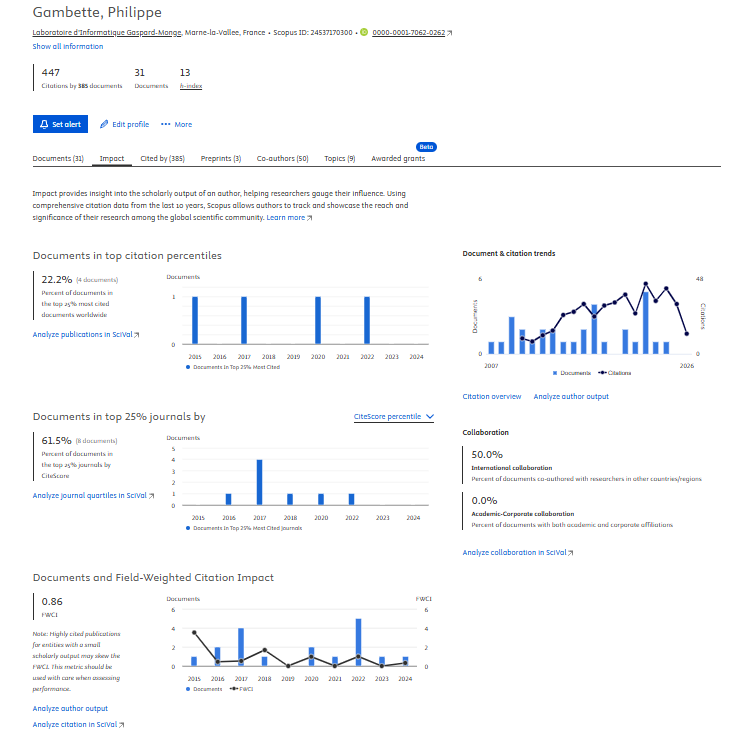 Gambette, Philippe
Laboratoire d'Informatique Gaspard-Monge, Marne-la-Vallee, France • Scopus ID: 24537170300 • 0000-0001-7062-0262
Show all information
447 31 13
Citations by 385 documents Documents h-index
Set alert Edit profile ••• More
Beta
Documents (31) Impact Cited by (385) Preprints (3) Co-authors (50) Topics (9) Awarded grants
Impact provides insight into the scholarly output of an author, helping researchers gauge their influence. Using
comprehensive citation data from the last 10 years, Scopus allows authors to track and showcase the reach and
significance of their research among the global scientific community. Learn more
Documents in top citation percentiles
22.2% (4 documents)
Percent of documents in
the top 25% most cited
documents worldwide
Analyze publications in SciVal
Documents
1
0
2015 2016 2017 2018 2019 2020 2021 2022 2023 2024
Documents In Top 25% Most Cited
Documents in top 25% journals by
CiteScore percentile
61.5% (8 documents)
Percent of documents in
the top 25% journals by
CiteScore
Analyze journal quartiles in SciVal
Documents
5
4
3
2
1
0
2015 2016 2017 2018 2020 2022 2023 2024
Documents In Top 25% Most Cited Journals
Documents and Field-Weighted Citation Impact
0.86
FWCI
Note: Highly cited publications
for entities with a small
scholarly output may skew the
FWCI. This metric should be
used with care when assessing
performance.
Analyze author output
Analyze citation in SciVal
Documents FWCI
6 6
4 4
2 2
0 0
2015 2016 2017 2018 2019 2020 2021 2022 2023 2024
Documents FWCI
Document & citation trends
6 48
Documents
Citations
0 0
2007 2026
Documents Citations
Citation overview Analyze author output
Collaboration
50.0%
International collaboration
Percent of documents co-authored with researchers in other countries/regions
0.0%
Academic-Corporate collaboration
Percent of documents with both academic and corporate affiliations
Analyze collaboration in SciVal